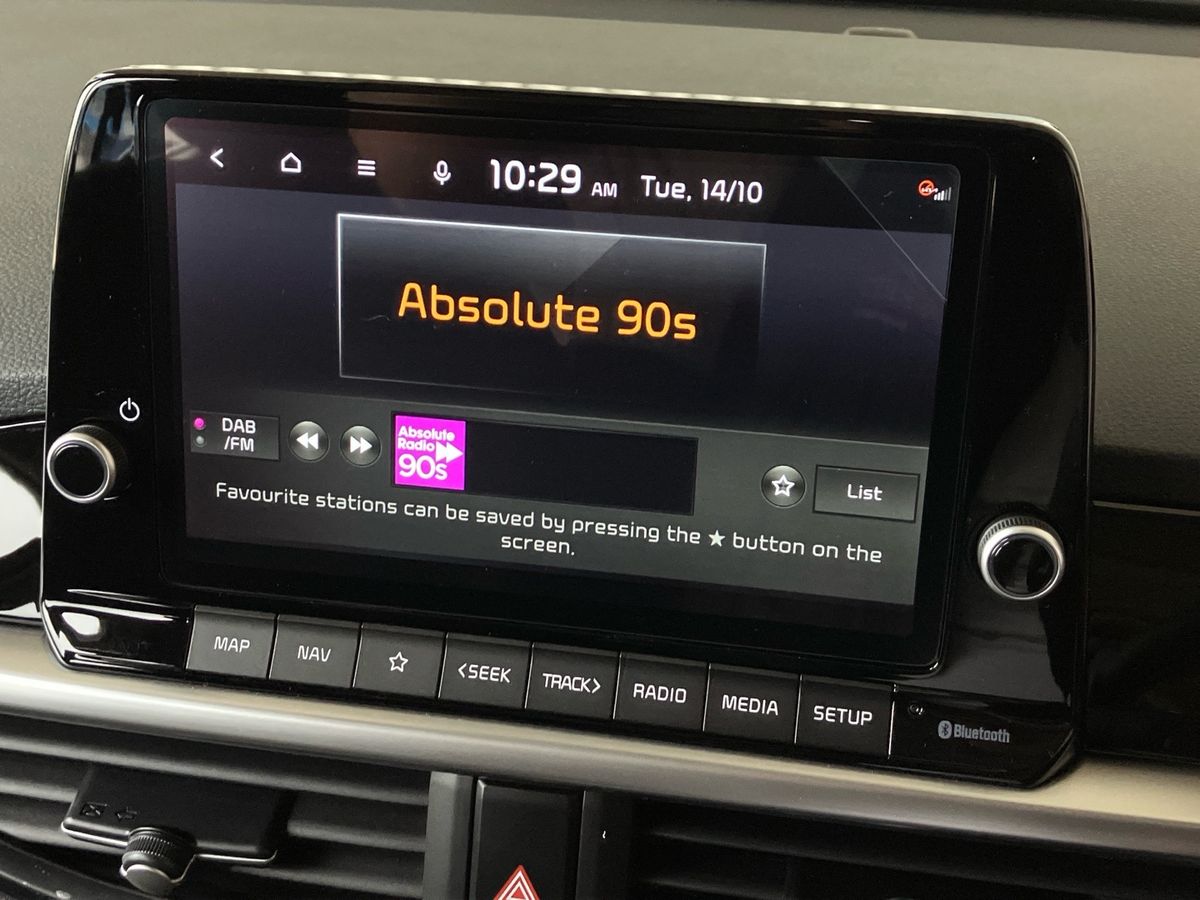 10:29 AM Tue, 14/10
Absolute 90s
DAB
/FM
Absolute
Radio
90s
List
Favourite stations can be saved by pressing the ★ button on the
screen.
MAP
NAV
<SEEK
TRACK>
RADIO
MEDIA
SETUP
Bluetooth